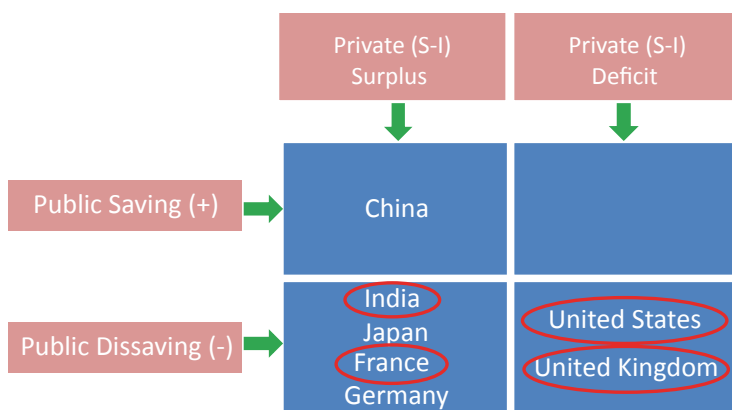 Private (S-I)
Surplus
Private (S-I)
Deficit
Public Saving (+)
China
Public Dissaving (-)
India
Japan
France
Germany
United States
United Kingdom